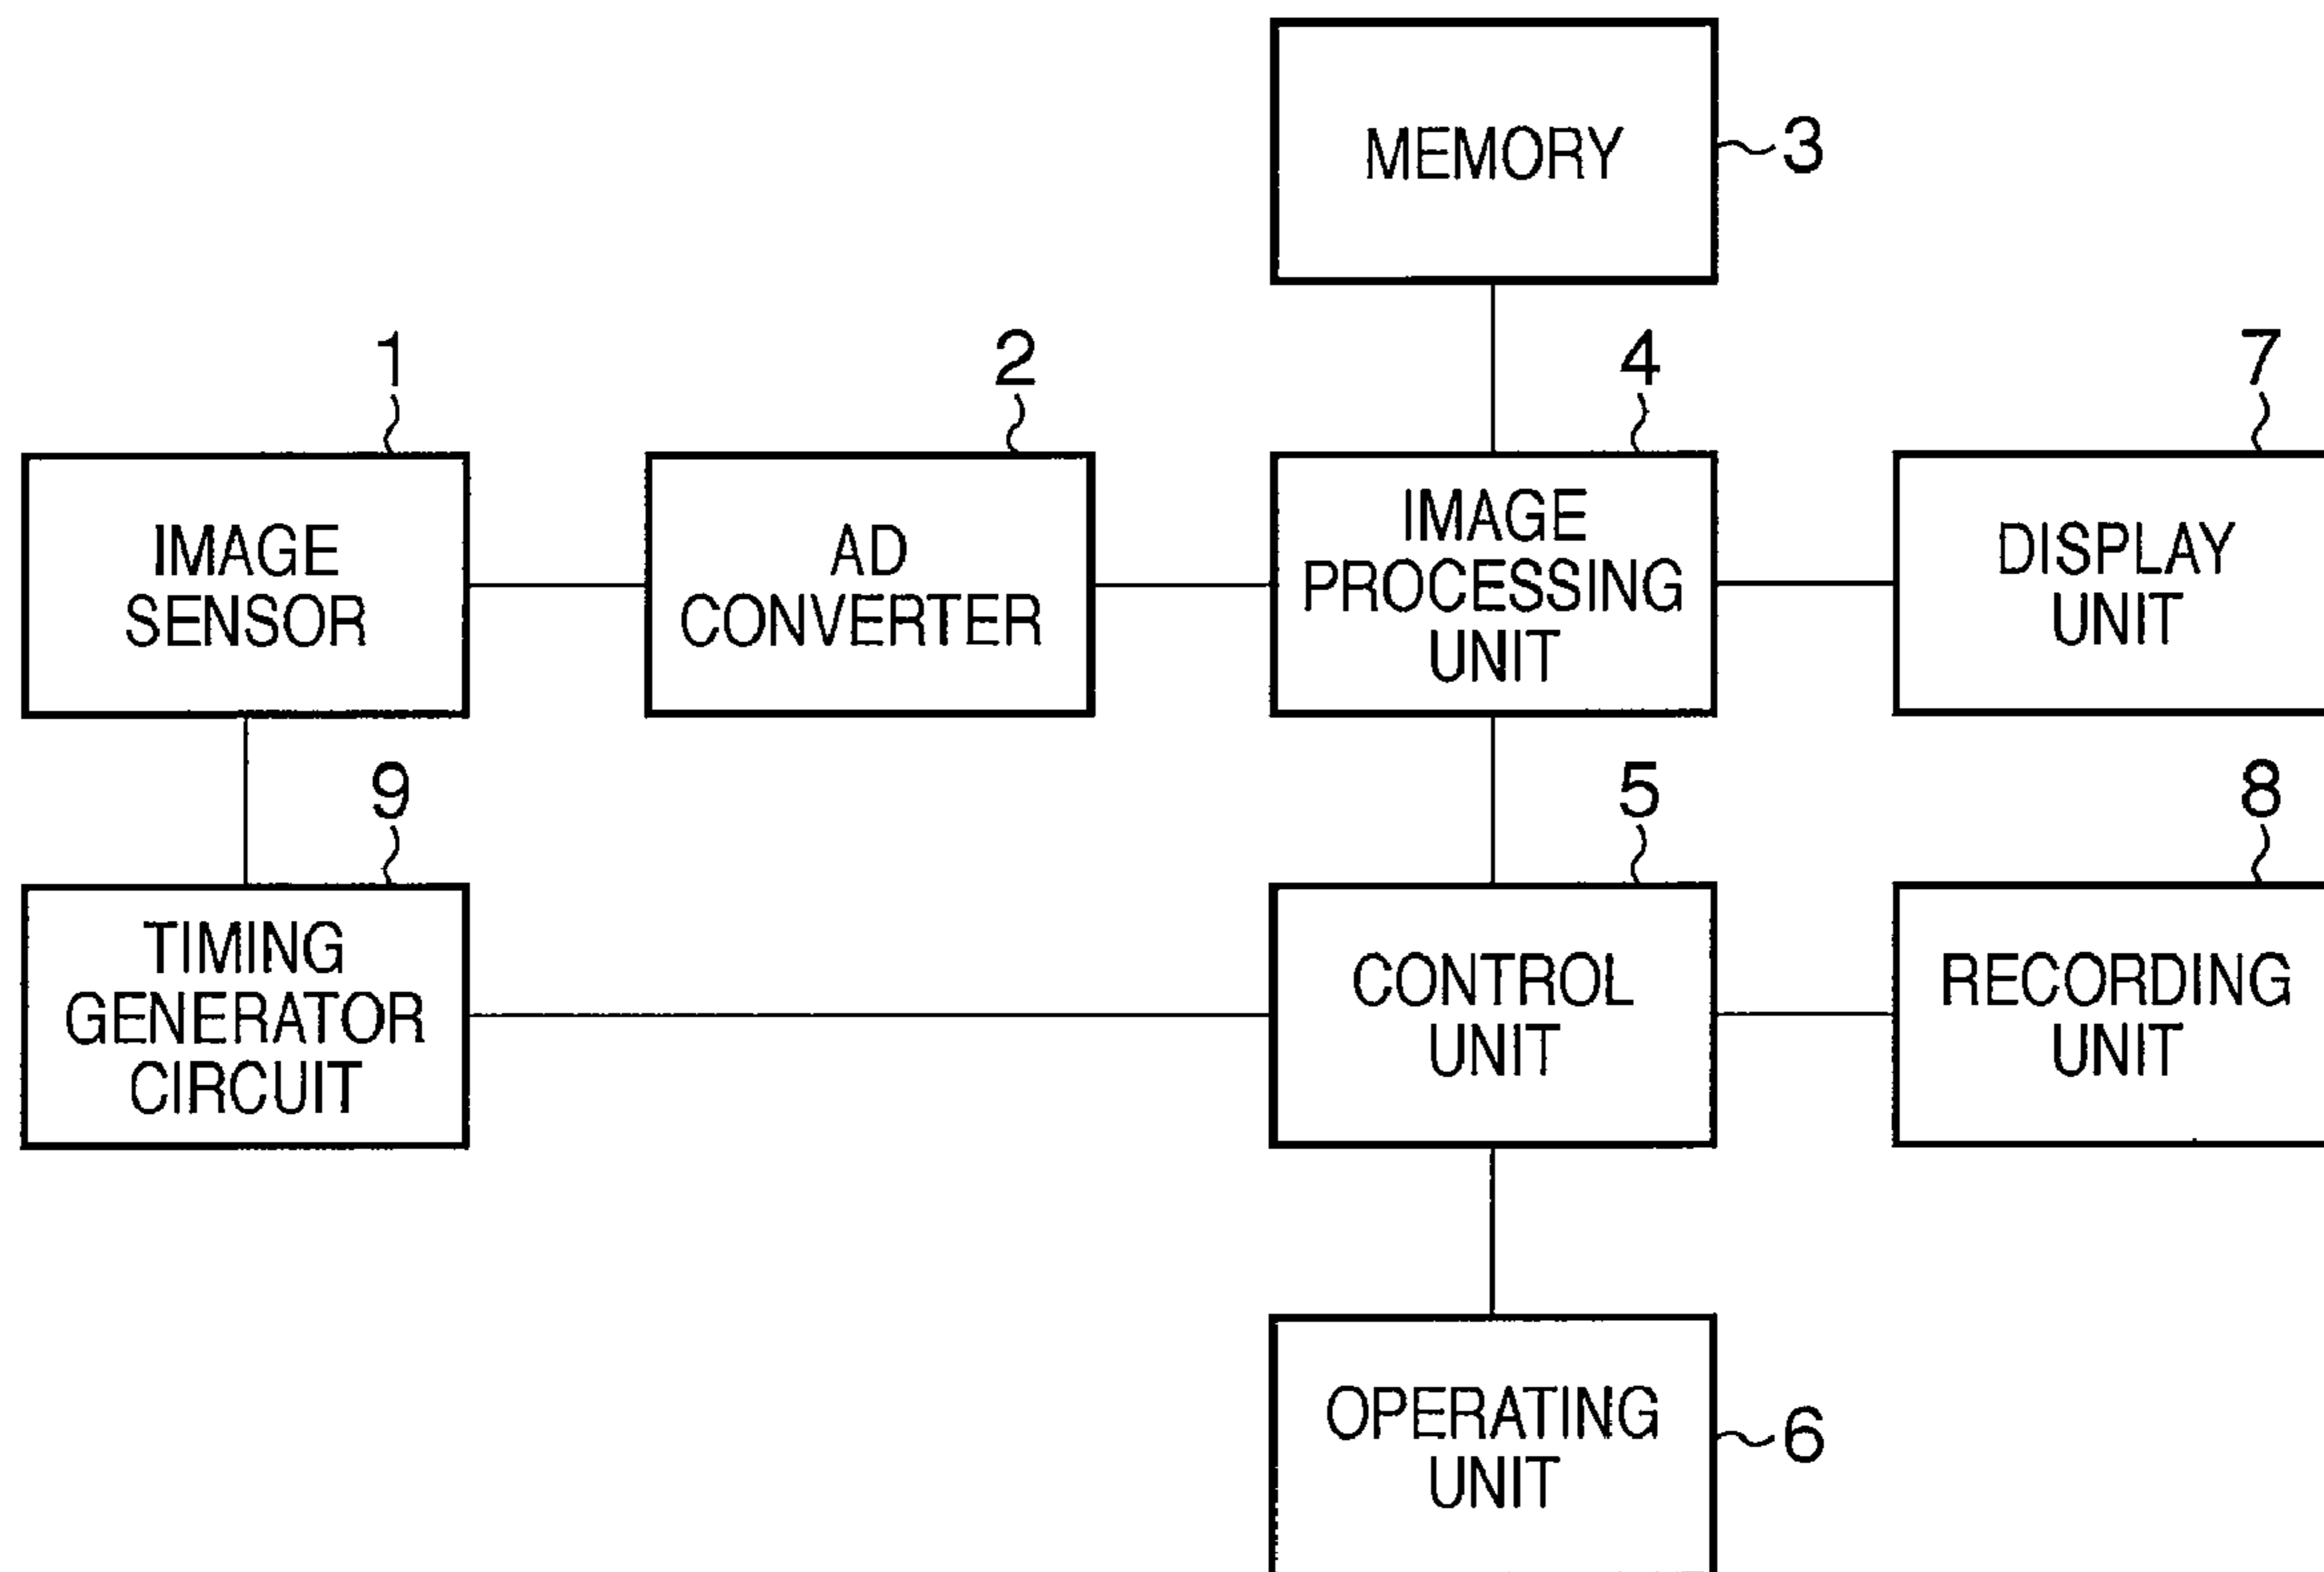 MEMORY
3
1
IMAGE
SENSOR
2
AD
CONVERTER
4
IMAGE
PROCESSING
UNIT
7
DISPLAY
UNIT
9
TIMING
GENERATOR
CIRCUIT
5
CONTROL
UNIT
8
RECORDING
UNIT
OPERATING
UNIT
6